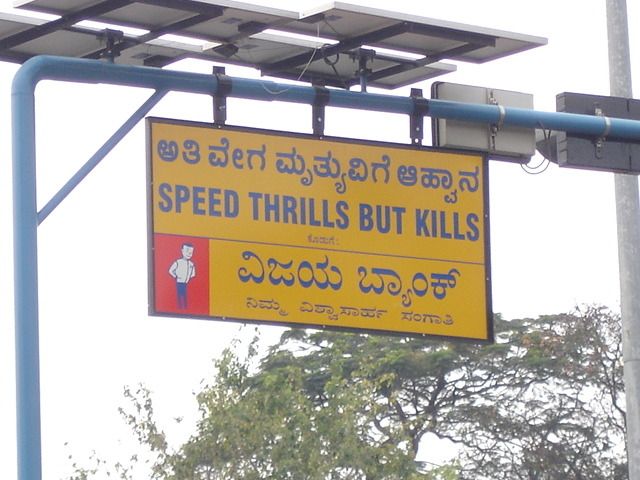 ಅತಿ ವೇಗ ಮೃತ್ಯುವಿಗೆ ಆಹ್ವಾನ
SPEED THRILLS BUT KILLS
ಕೊಡುಗೆ:
ವಿಜಯ ಬ್ಯಾಂಕ್
ನಿಮ್ಮ ವಿಶ್ವಾಸಾರ್ಹ ಸಂಗಾತಿ